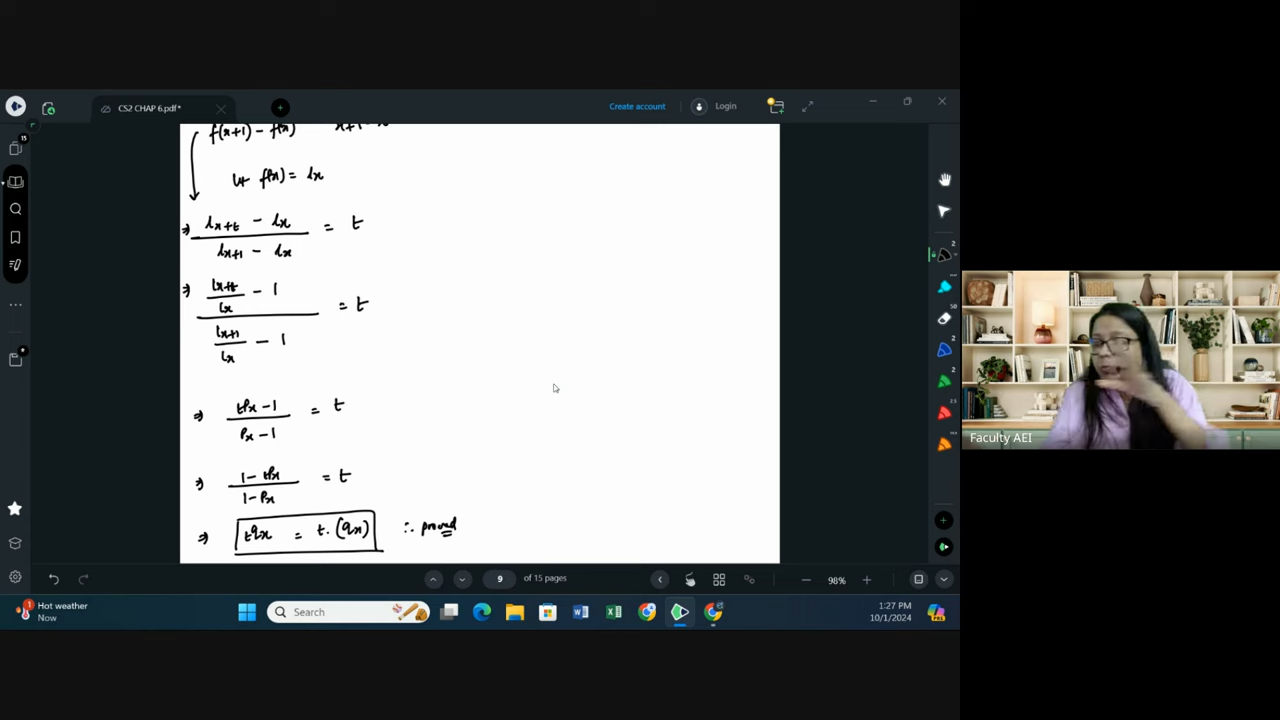 CS2 CHAP 6.pdf*
Create account
Login
f(x+1) - f(x)
let f(x) = lx
⇒ lx+t - lx / lx+1 - lx = t
⇒ (lx+t / lx - 1) / (lx+1 / lx - 1) = t
⇒ tPx - 1 / Px - 1 = t
⇒ 1 - tPx / 1 - Px = t
⇒ tqx = t. (qx) ∴ proved
Faculty AEI
9 of 15 pages
98%
Hot weather
Now
Search
1:27 PM
10/1/2024